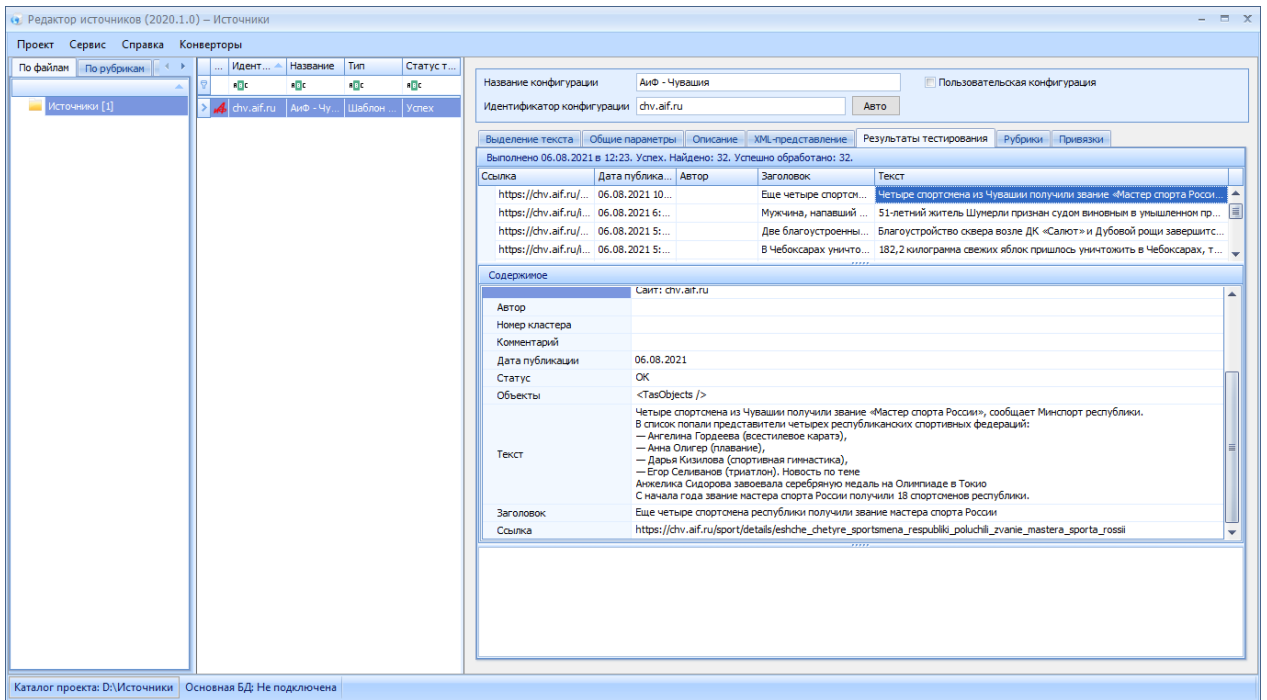 Редактор источников (2020.1.0) – Источники
Проект Сервис Справка Конверторы
По файлам По рубрикам
Источники [1]
... Идент... Название Тип Статус т...
chv.aif.ru АиФ - Чу... Шаблон ... Успех
Название конфигурации АиФ - Чувашия Пользовательская конфигурация
Идентификатор конфигурации chv.aif.ru Авто
Выделение текста Общие параметры Описание XML-представление Результаты тестирования Рубрики Привязки
Выполнено 06.08.2021 в 12:23. Успех. Найдено: 32. Успешно обработано: 32.
Ссылка Дата публика... Автор Заголовок Текст
https://chv.aif.ru/... 06.08.2021 10... Еще четыре спортсм... Четыре спортсмена из Чувашии получили звание «Мастер спорта Росси...
https://chv.aif.ru/i... 06.08.2021 6:... Мужчина, напавший ... 51-летний житель Шумерли признан судом виновным в умышленном пр...
https://chv.aif.ru/i... 06.08.2021 5:... Две благоустроенны... Благоустройство сквера возле ДК «Салют» и Дубовой рощи завершитс...
https://chv.aif.ru/i... 06.08.2021 5:... В Чебоксарах уничто... 182,2 килограмма свежих яблок пришлось уничтожить в Чебоксарах, т...
Содержимое
Сайт: chv.aif.ru
Автор
Номер кластера
Комментарий
Дата публикации 06.08.2021
Статус OK
Объекты <TasObjects />
Текст
Четыре спортсмена из Чувашии получили звание «Мастер спорта России», сообщает Минспорт республики.
В список попали представители четырех республиканских спортивных федераций:
— Ангелина Гордеева (всестилевое каратэ),
— Анна Олигер (плавание),
— Дарья Кизилова (спортивная гимнастика),
— Егор Селиванов (триатлон). Новость по теме
Анжелика Сидорова завоевала серебряную медаль на Олимпиаде в Токио
С начала года звание мастера спорта России получили 18 спортсменов республики.
Заголовок Еще четыре спортсмена республики получили звание мастера спорта России
Ссылка https://chv.aif.ru/sport/details/eshche_chetyre_sportsmena_respubliki_poluchili_zvanie_mastera_sporta_rossii
Каталог проекта: D:\Источники Основная БД: Не подключена